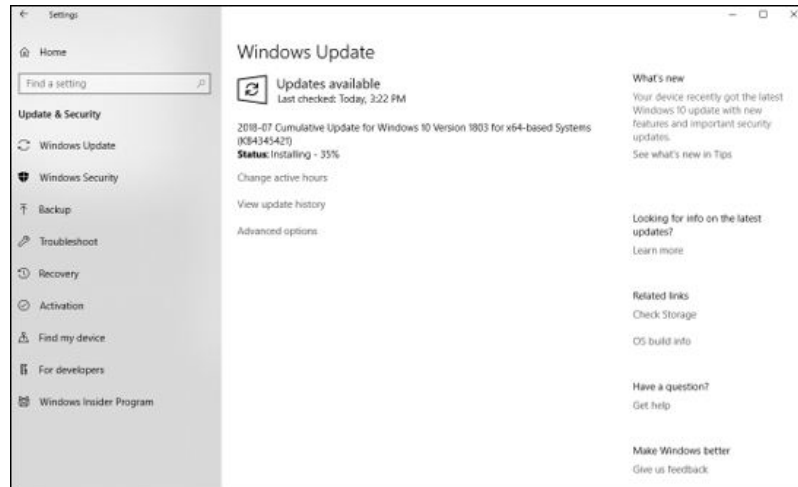 Settings
Home
Find a setting
Update & Security
Windows Update
Windows Security
Backup
Troubleshoot
Recovery
Activation
Find my device
For developers
Windows Insider Program
Windows Update
Updates available
Last checked: Today, 3:22 PM
2018-07 Cumulative Update for Windows 10 Version 1803 for x64-based Systems
(KB4345421)
Status: Installing - 35%
Change active hours
View update history
Advanced options
What's new
Your device recently got the latest
Windows 10 update with new
features and important security
updates.
See what's new in Tips
Looking for info on the latest
updates?
Learn more
Related links
Check Storage
OS build info
Have a question?
Get help
Make Windows better
Give us feedback